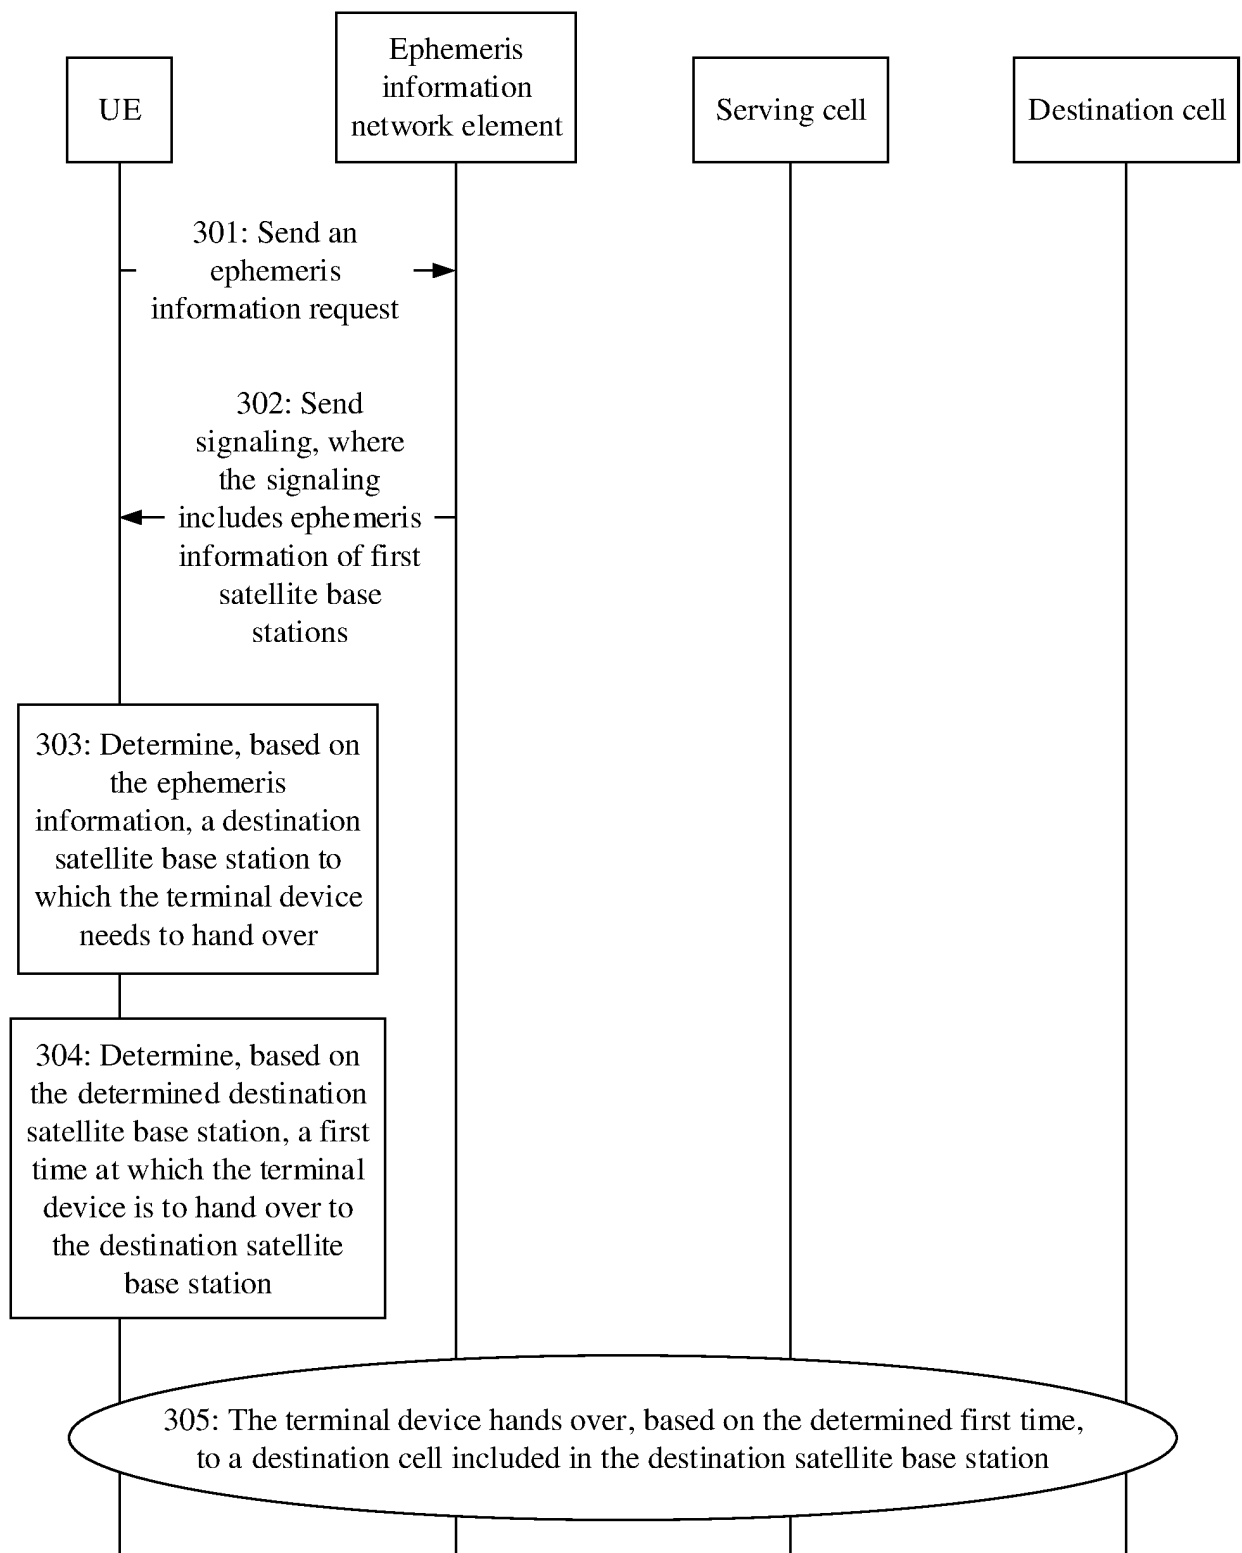 UE
Ephemeris
information
network element
Serving cell
Destination cell
301: Send an
ephemeris
information request
302: Send
signaling, where
the signaling
includes ephemeris
information of first
satellite base
stations
303: Determine, based on
the ephemeris
information, a destination
satellite base station to
which the terminal device
needs to hand over
304: Determine, based on
the determined destination
satellite base station, a first
time at which the terminal
device is to hand over to
the destination satellite
base station
305: The terminal device hands over, based on the determined first time,
to a destination cell included in the destination satellite base station